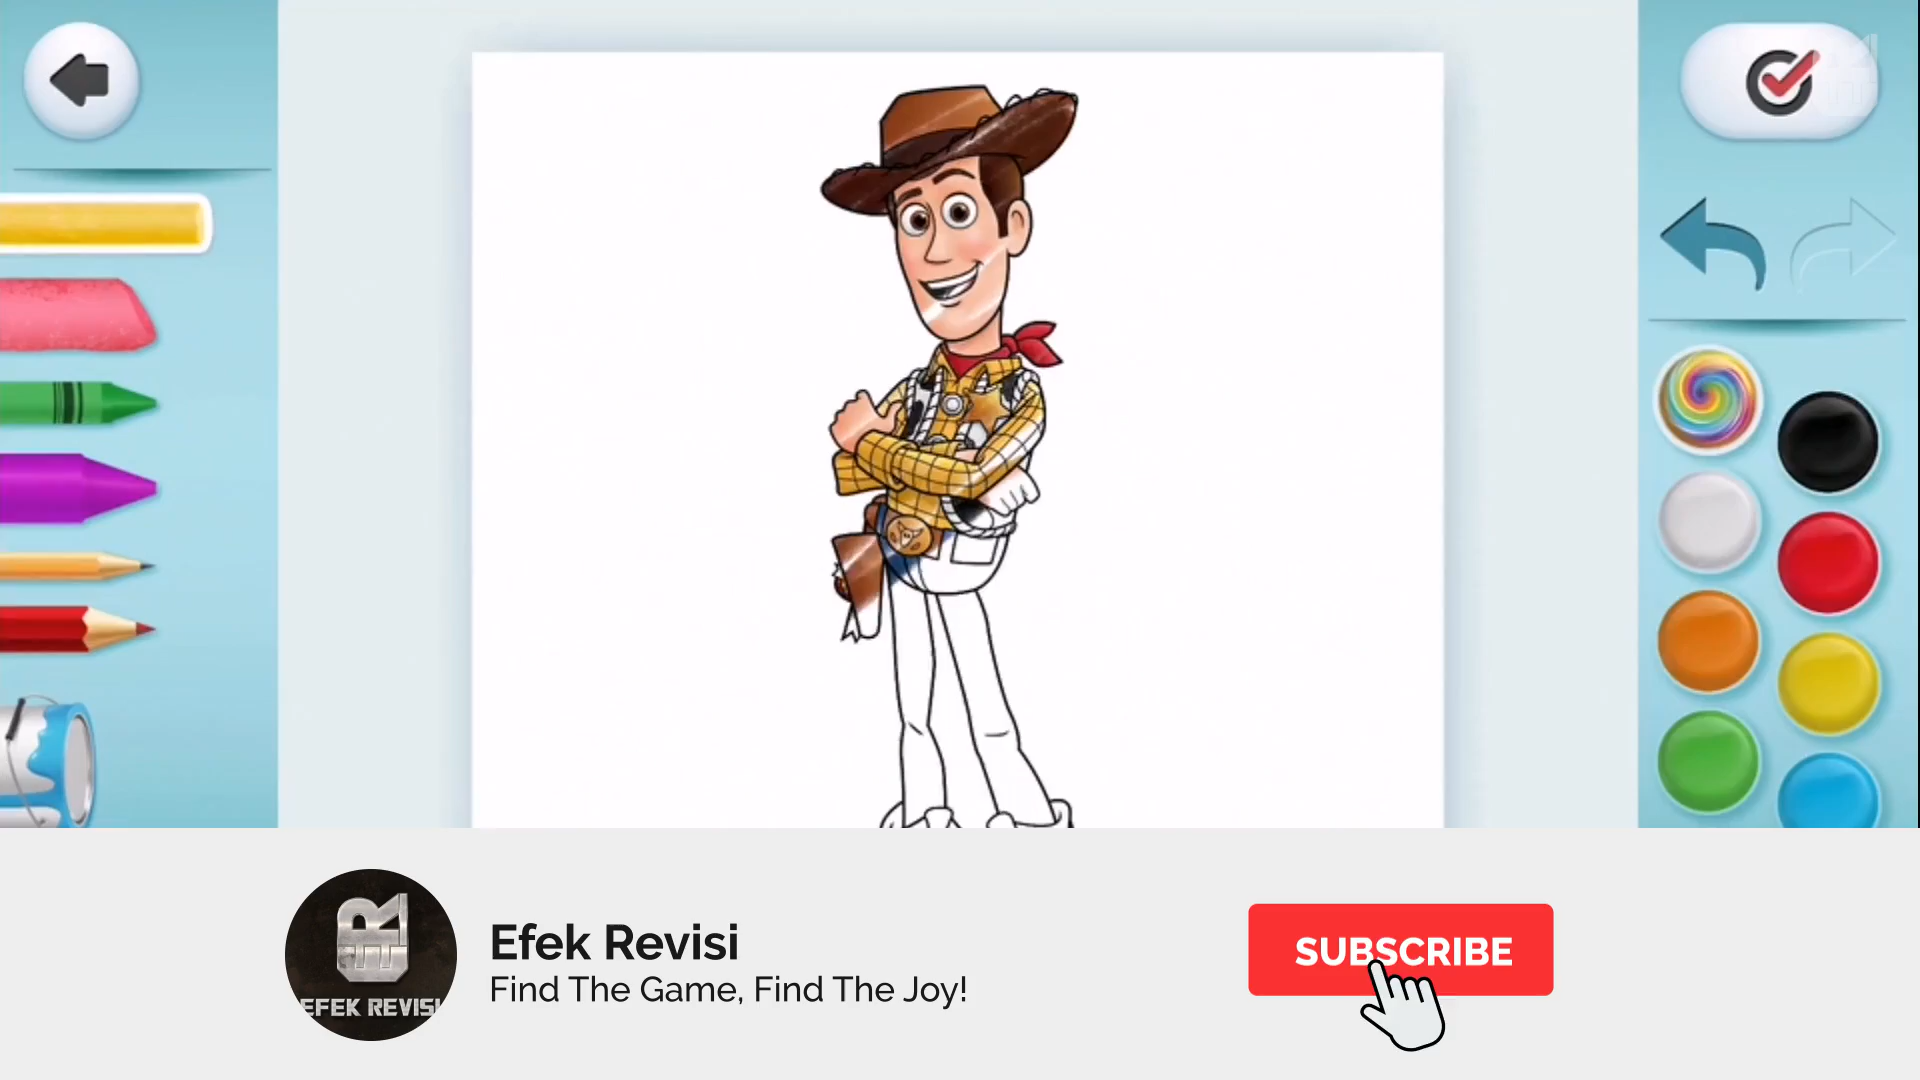 EFEK REVISI
Efek Revisi
Find The Game, Find The Joy!
SUBSCRIBE